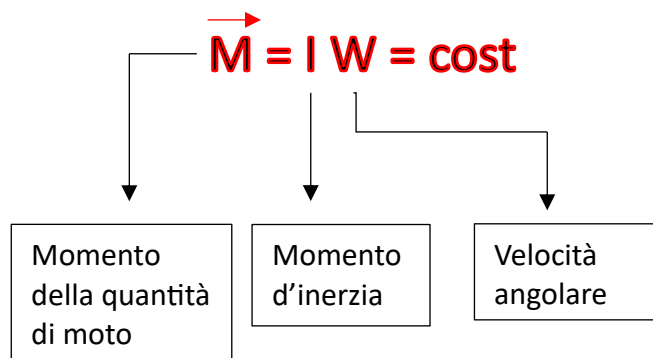 M = I W = cost
Momento
della quantità
di moto
Momento
d’inerzia
Velocità
angolare